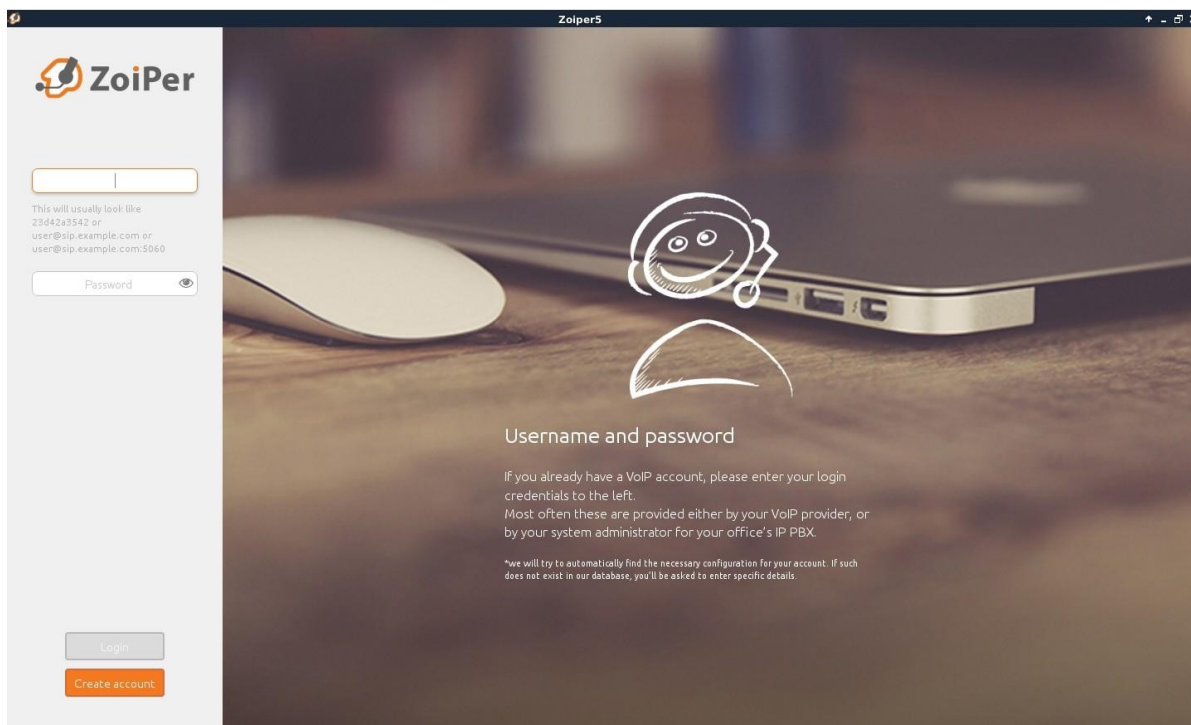 Zoiper5
ZoiPer
This will usually look like
23d42a3542 or
user@sip.example.com or
user@sip.example.com:5060
Password
Login
Create account
Username and password
If you already have a VoIP account, please enter your login
credentials to the left.
Most often these are provided either by your VoIP provider, or
by your system administrator for your office's IP PBX.
*we will try to automatically find the necessary configuration for your account. If such
does not exist in our database, you'll be asked to enter specific details.